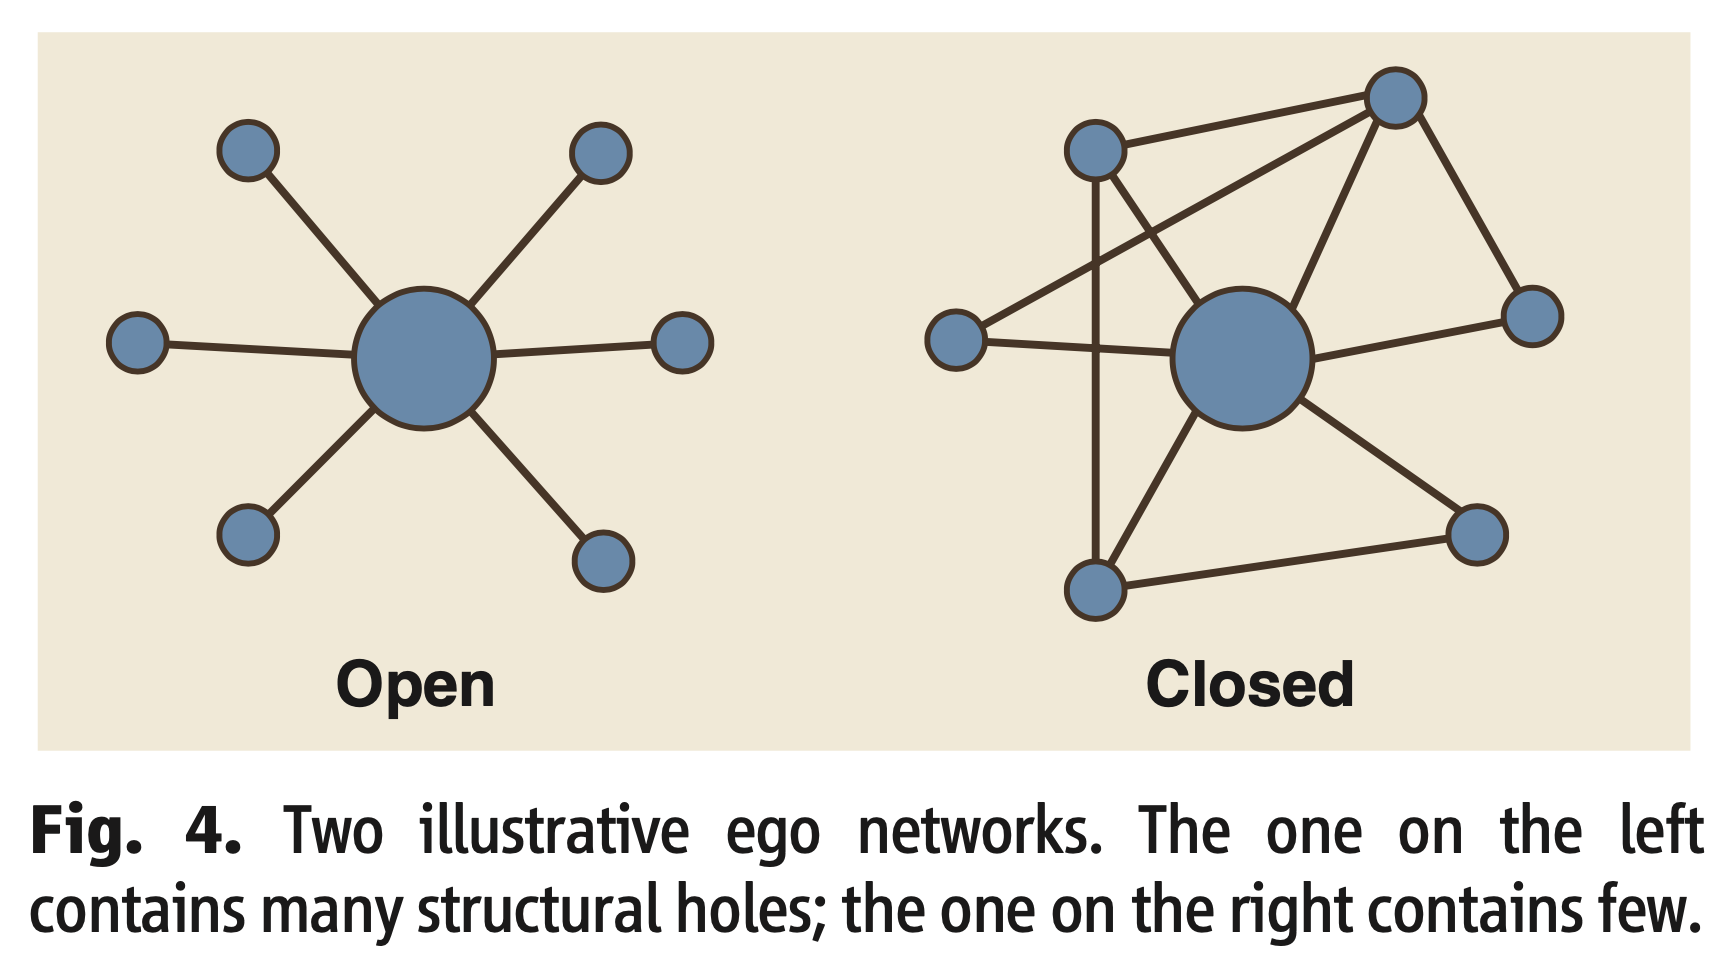 Open
Closed
Fig. 4. Two illustrative ego networks. The one on the left
contains many structural holes; the one on the right contains few.